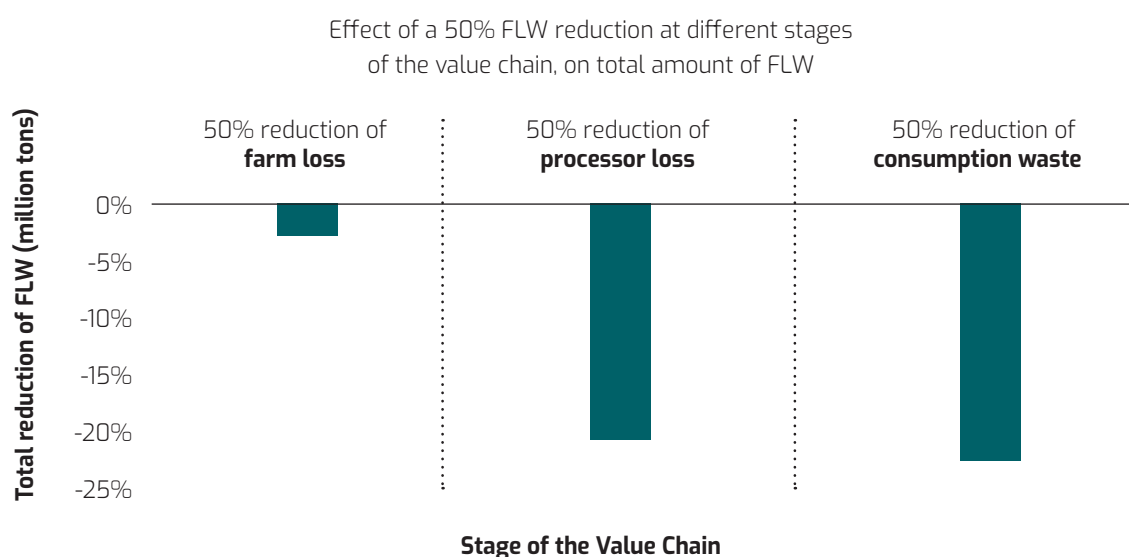 Effect of a 50% FLW reduction at different stages
of the value chain, on total amount of FLW
50% reduction of
farm loss
50% reduction of
processor loss
50% reduction of
consumption waste
Total reduction of FLW (million tons)
0%
-5%
-10%
-15%
-20%
-25%
Stage of the Value Chain